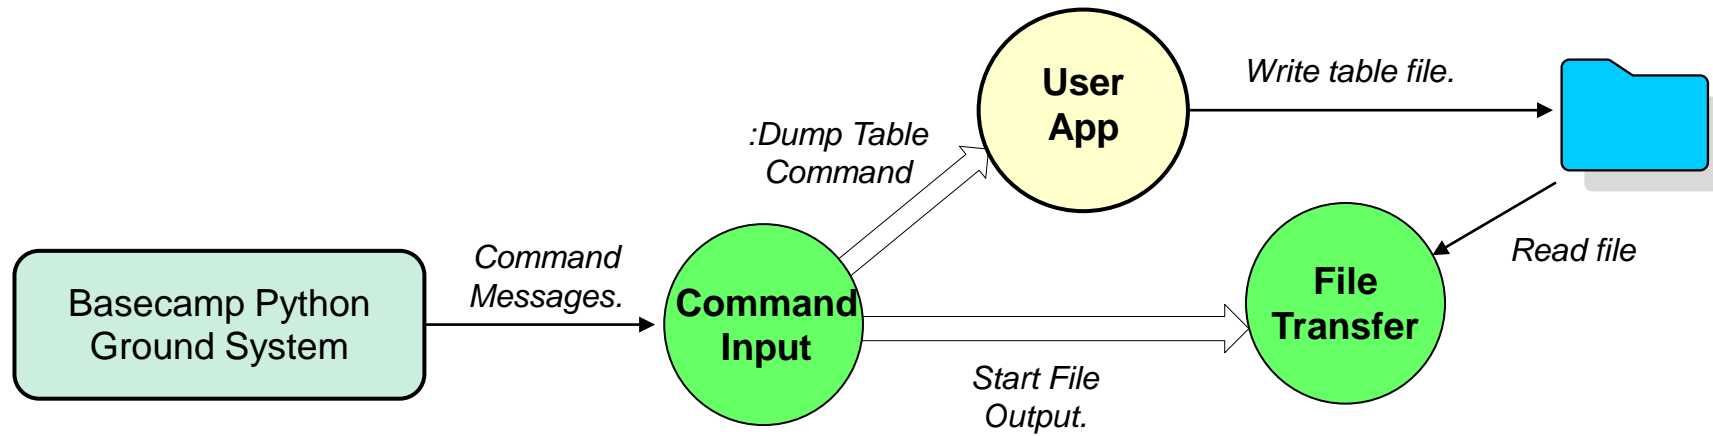 Basecamp Python
Ground System
Command
Messages.
Command
Input
:Dump Table
Command
User
App
Write table file.
Start File
Output.
File
Transfer
Read file